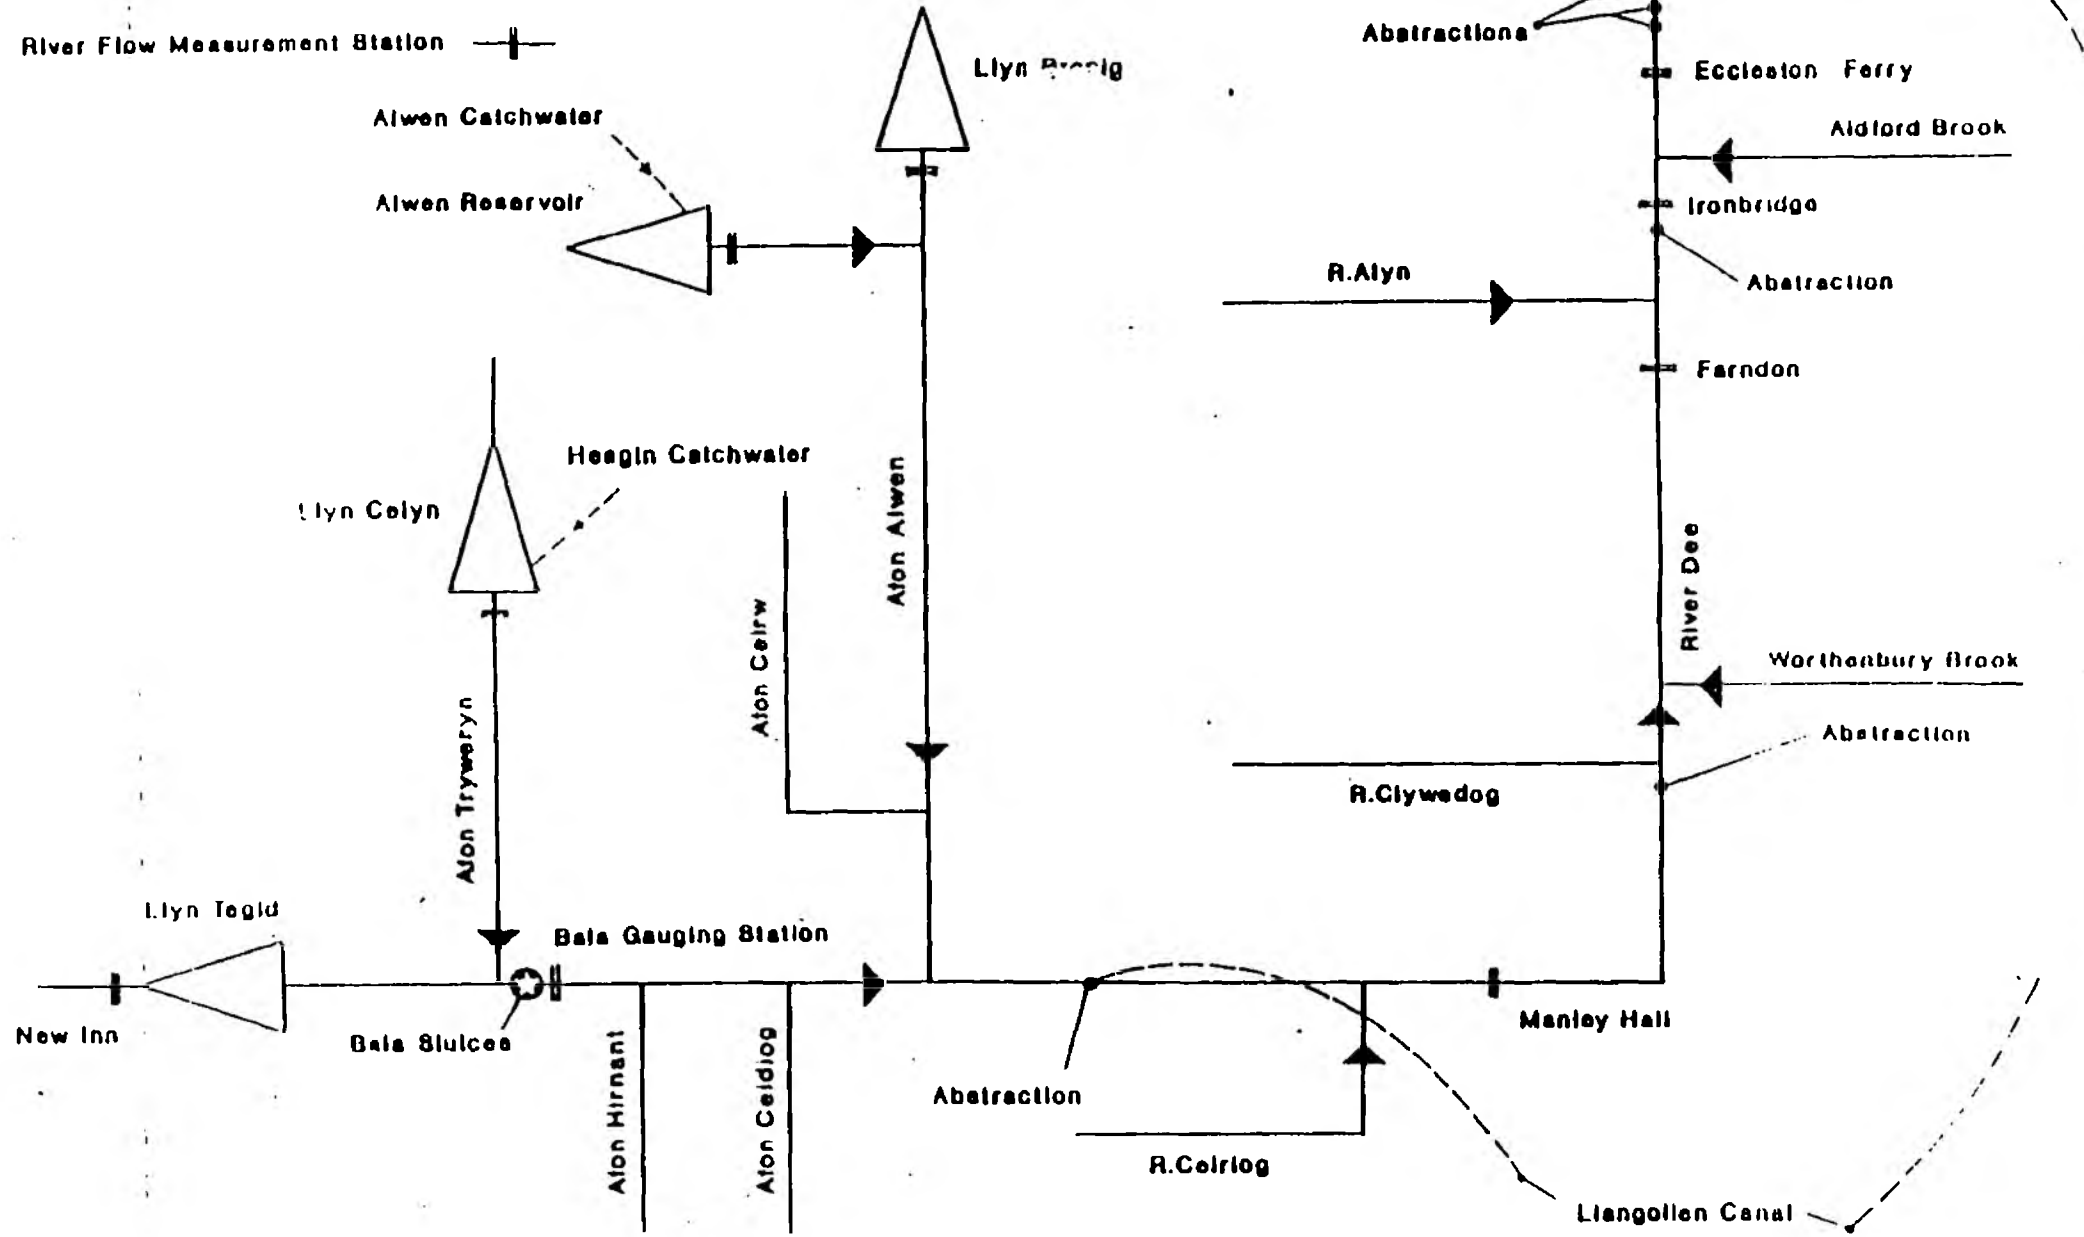 River Flow Measurement Station
Abstractions
Llyn Brenig
Eccleston Ferry
Alwen Catchwater
Aldford Brook
Alwen Reservoir
Ironbridge
R.Alyn
Abstraction
Farndon
Hesgin Catchwater
Llyn Celyn
Afon Alwen
River Dee
Afon Ceirw
Worthenbury Brook
Afon Tryweryn
Abstraction
R.Clywedog
Llyn Tegid
Bala Gauging Station
New Inn
Bala Sluices
Manley Hall
Afon Hirnant
Afon Ceidiog
Abstraction
R.Ceiriog
Llangollen Canal